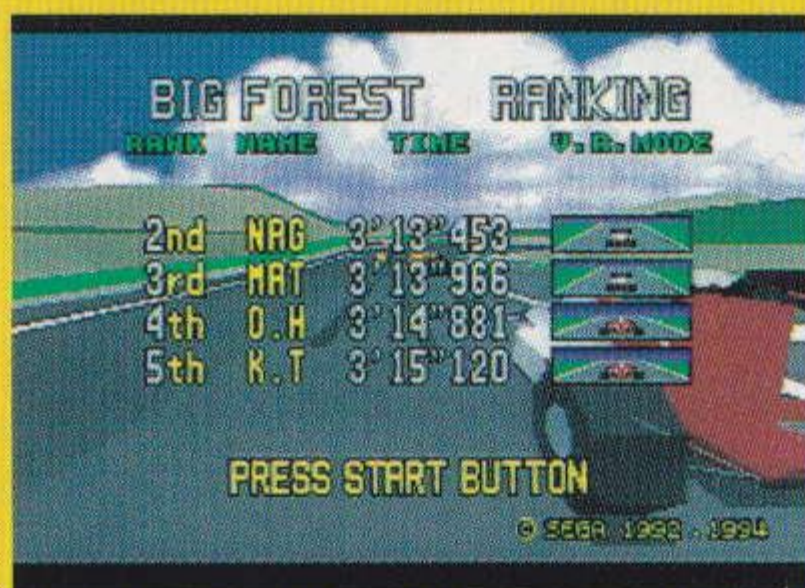 BIG FOREST RANKING
RANK NAME TIME V.R.MODE
2nd NAG 3'13"453
3rd MAT 3'13"966
4th O.H 3'14"881
5th K.T 3'15"120
PRESS START BUTTON
© SEGA 1992 - 1994